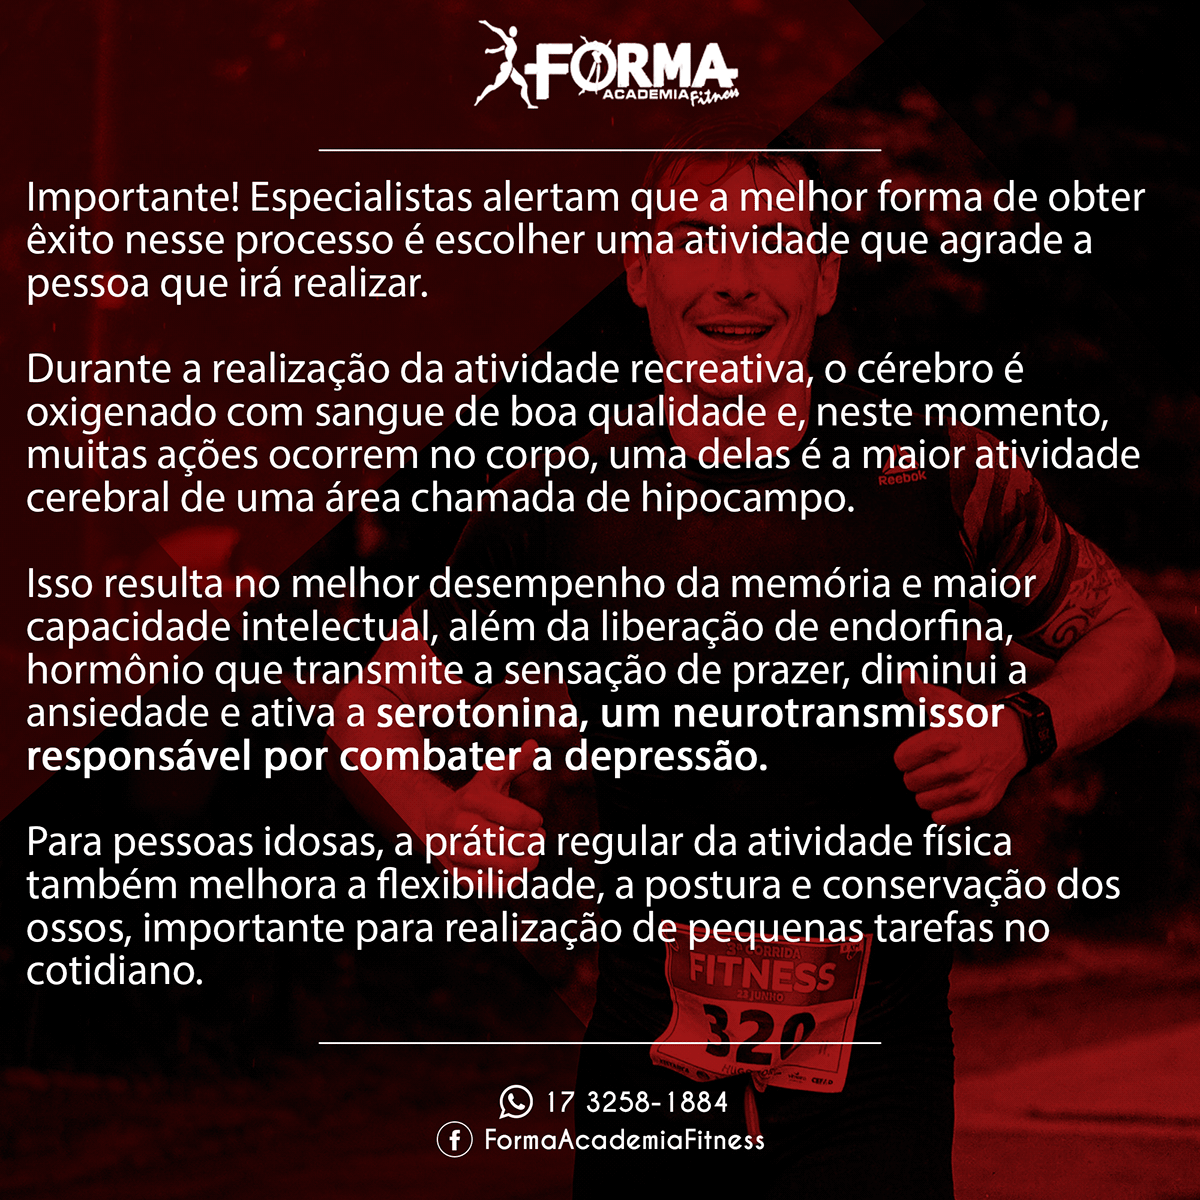 FORMA
ACADEMIA Fitness
Importante! Especialistas alertam que a melhor forma de obter
êxito nesse processo é escolher uma atividade que agrade a
pessoa que irá realizar.
Durante a realização da atividade recreativa, o cérebro é
oxigenado com sangue de boa qualidade e, neste momento,
muitas ações ocorrem no corpo, uma delas é a maior atividade
cerebral de uma área chamada de hipocampo.
Reebok
Isso resulta no melhor desempenho da memória e maior
capacidade intelectual, além da liberação de endorfina,
hormônio que transmite a sensação de prazer, diminui a
ansiedade e ativa a serotonina, um neurotransmissor
responsável por combater a depressão.
Para pessoas idosas, a prática regular da atividade física
também melhora a flexibilidade, a postura e conservação dos
ossos, importante para realização de pequenas tarefas no
cotidiano.
3ª CORRIDA
FITNESS
23 JUNHO
320
17 3258-1884
FormaAcademiaFitness